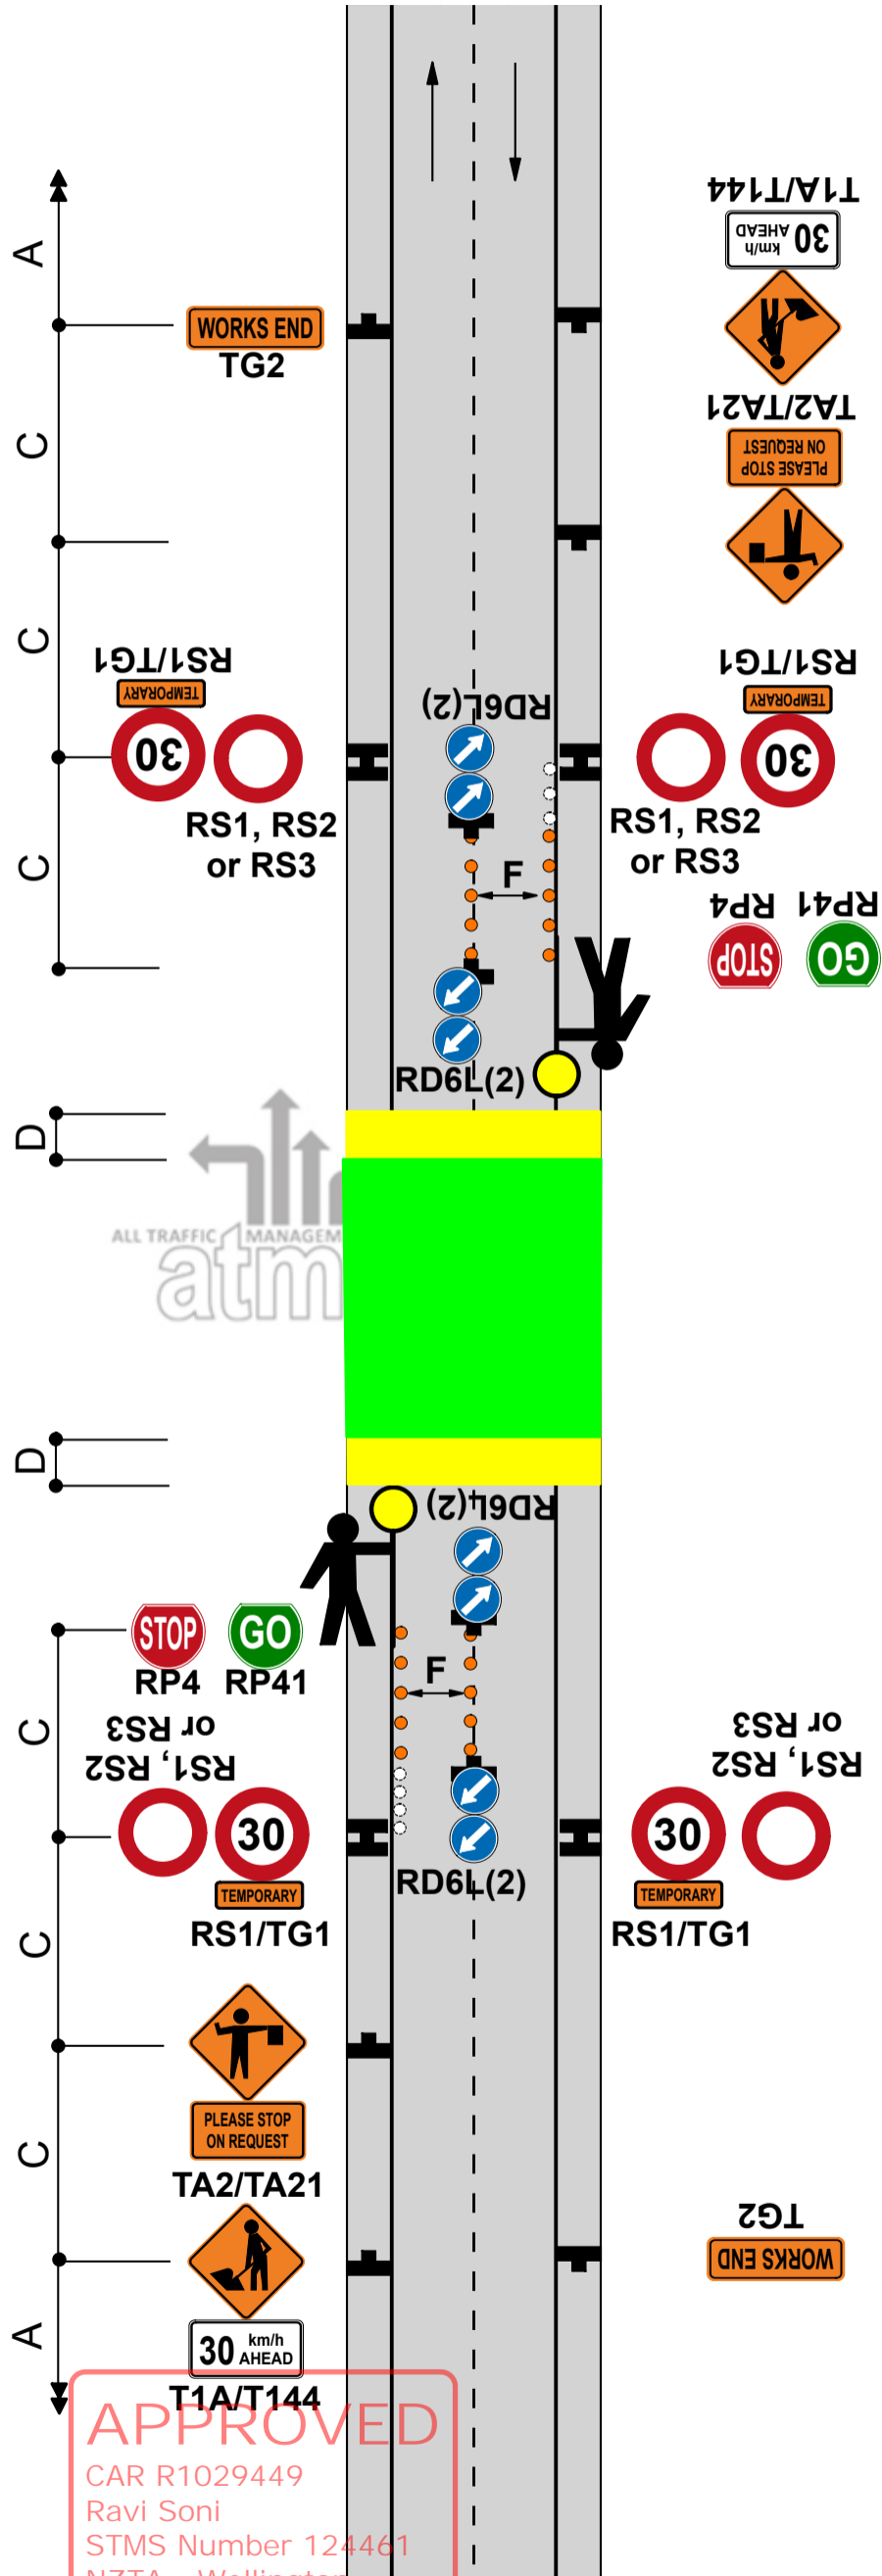 T1A/T144
30 km/h AHEAD
A
WORKS END
TG2
TA2/TA21
PLEASE STOP
ON REQUEST
C
C
RS1/TG1
TEMPORARY
30
RS1, RS2
or RS3
RD6L(2)
RS1/TG1
TEMPORARY
30
RS1, RS2
or RS3
C
F
RP4
RP41
STOP
GO
RD6L(2)
D
ALL TRAFFIC MANAGEM
atm
D
RD6L(2)
STOP
GO
RP4
RP41
F
C
RS1, RS2
or RS3
RS1, RS2
or RS3
30
TEMPORARY
RS1/TG1
RD6L(2)
30
TEMPORARY
RS1/TG1
C
PLEASE STOP
ON REQUEST
TA2/TA21
C
TG2
WORKS END
A
30 km/h AHEAD
T1A/T144
APPROVED
CAR R1029449
Ravi Soni
STMS Number 124461
NZTA - Wellington